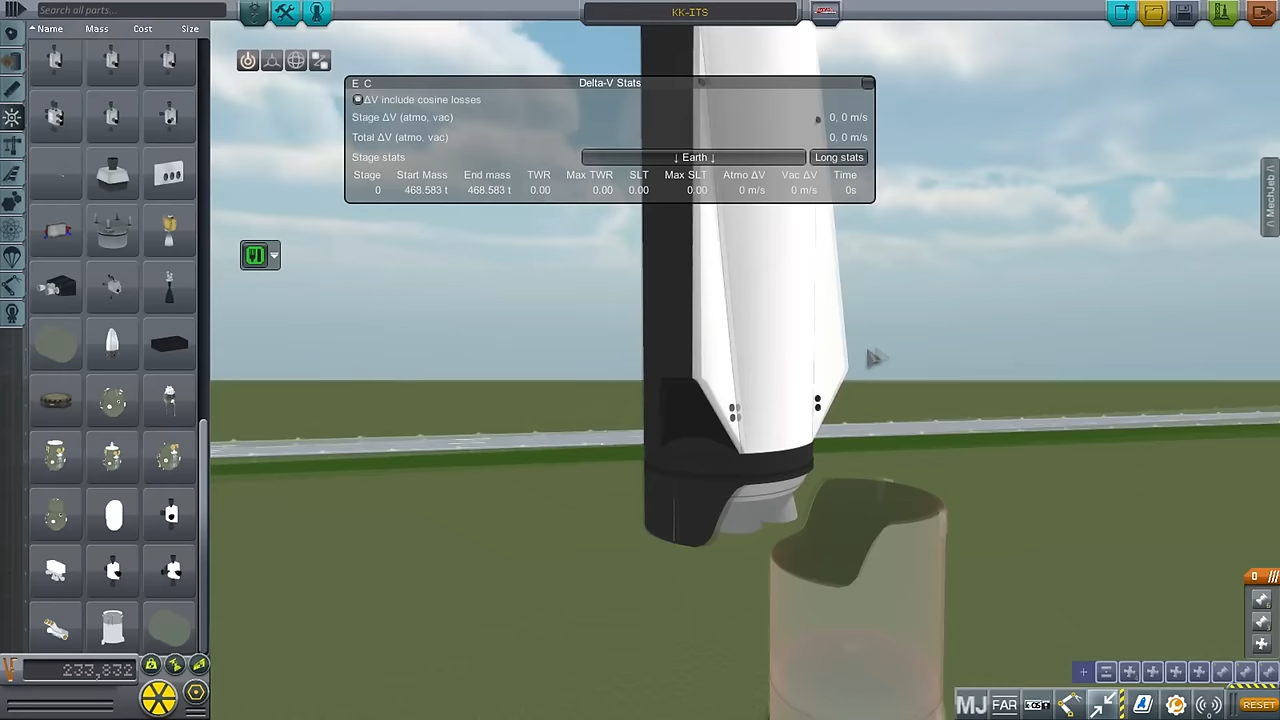 Search all parts...
KK-ITS
Name Mass Cost Size
E C Delta-V Stats
ΔV include cosine losses
Stage ΔV (atmo, vac) 0, 0 m/s
Total ΔV (atmo, vac) 0, 0 m/s
Stage stats ↓ Earth ↓ Long stats
Stage Start Mass End mass TWR Max TWR SLT Max SLT Atmo ΔV Vac ΔV Time
0 468.583 t 468.583 t 0.00 0.00 0.00 0.00 0 m/s 0 m/s 0s
/\ MechJeb /\
0
233,832
MJ FAR RESET